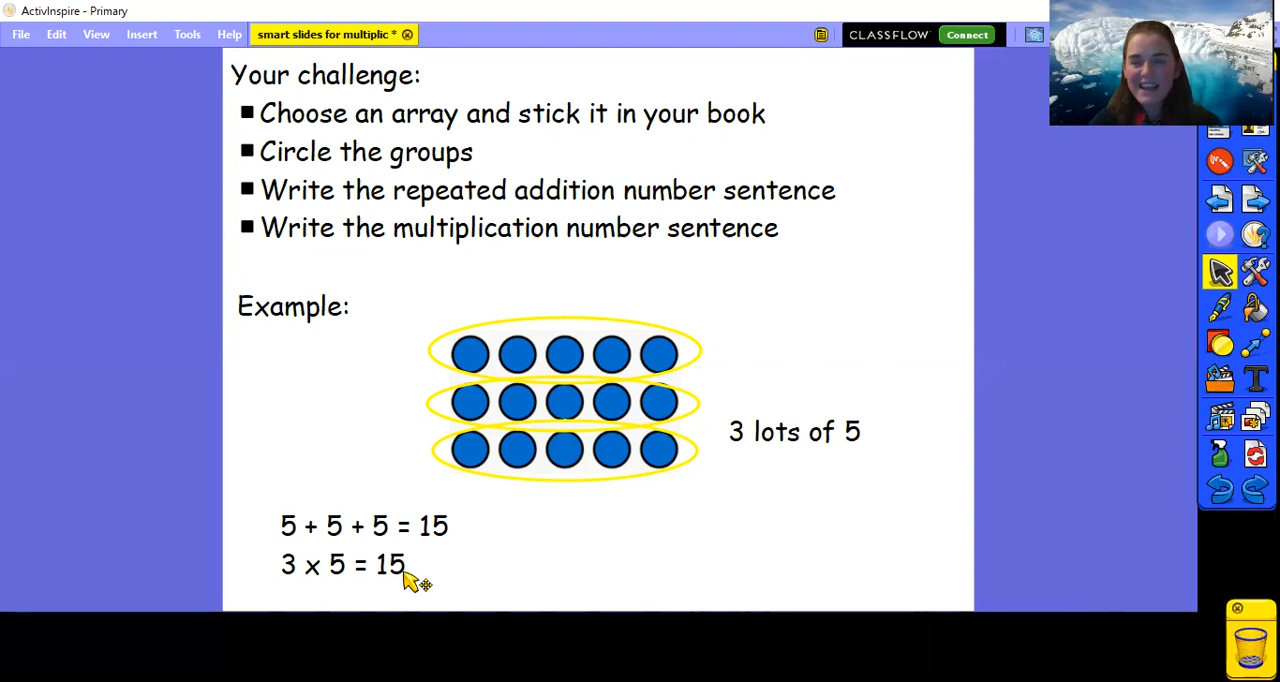 ActivInspire - Primary
File Edit View Insert Tools Help smart slides for multiplic * CLASSFLOW Connect
Your challenge:
Choose an array and stick it in your book
Circle the groups
Write the repeated addition number sentence
Write the multiplication number sentence
Example:
3 lots of 5
5 + 5 + 5 = 15
3 x 5 = 15